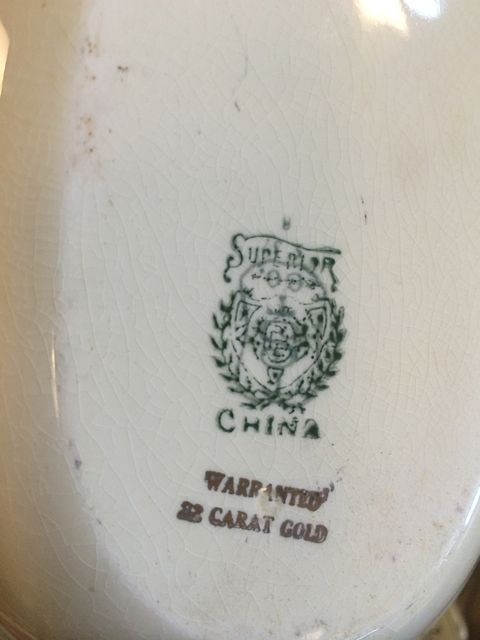 SUPERIOR
CHINA
"WARRANTED"
22 CARAT GOLD